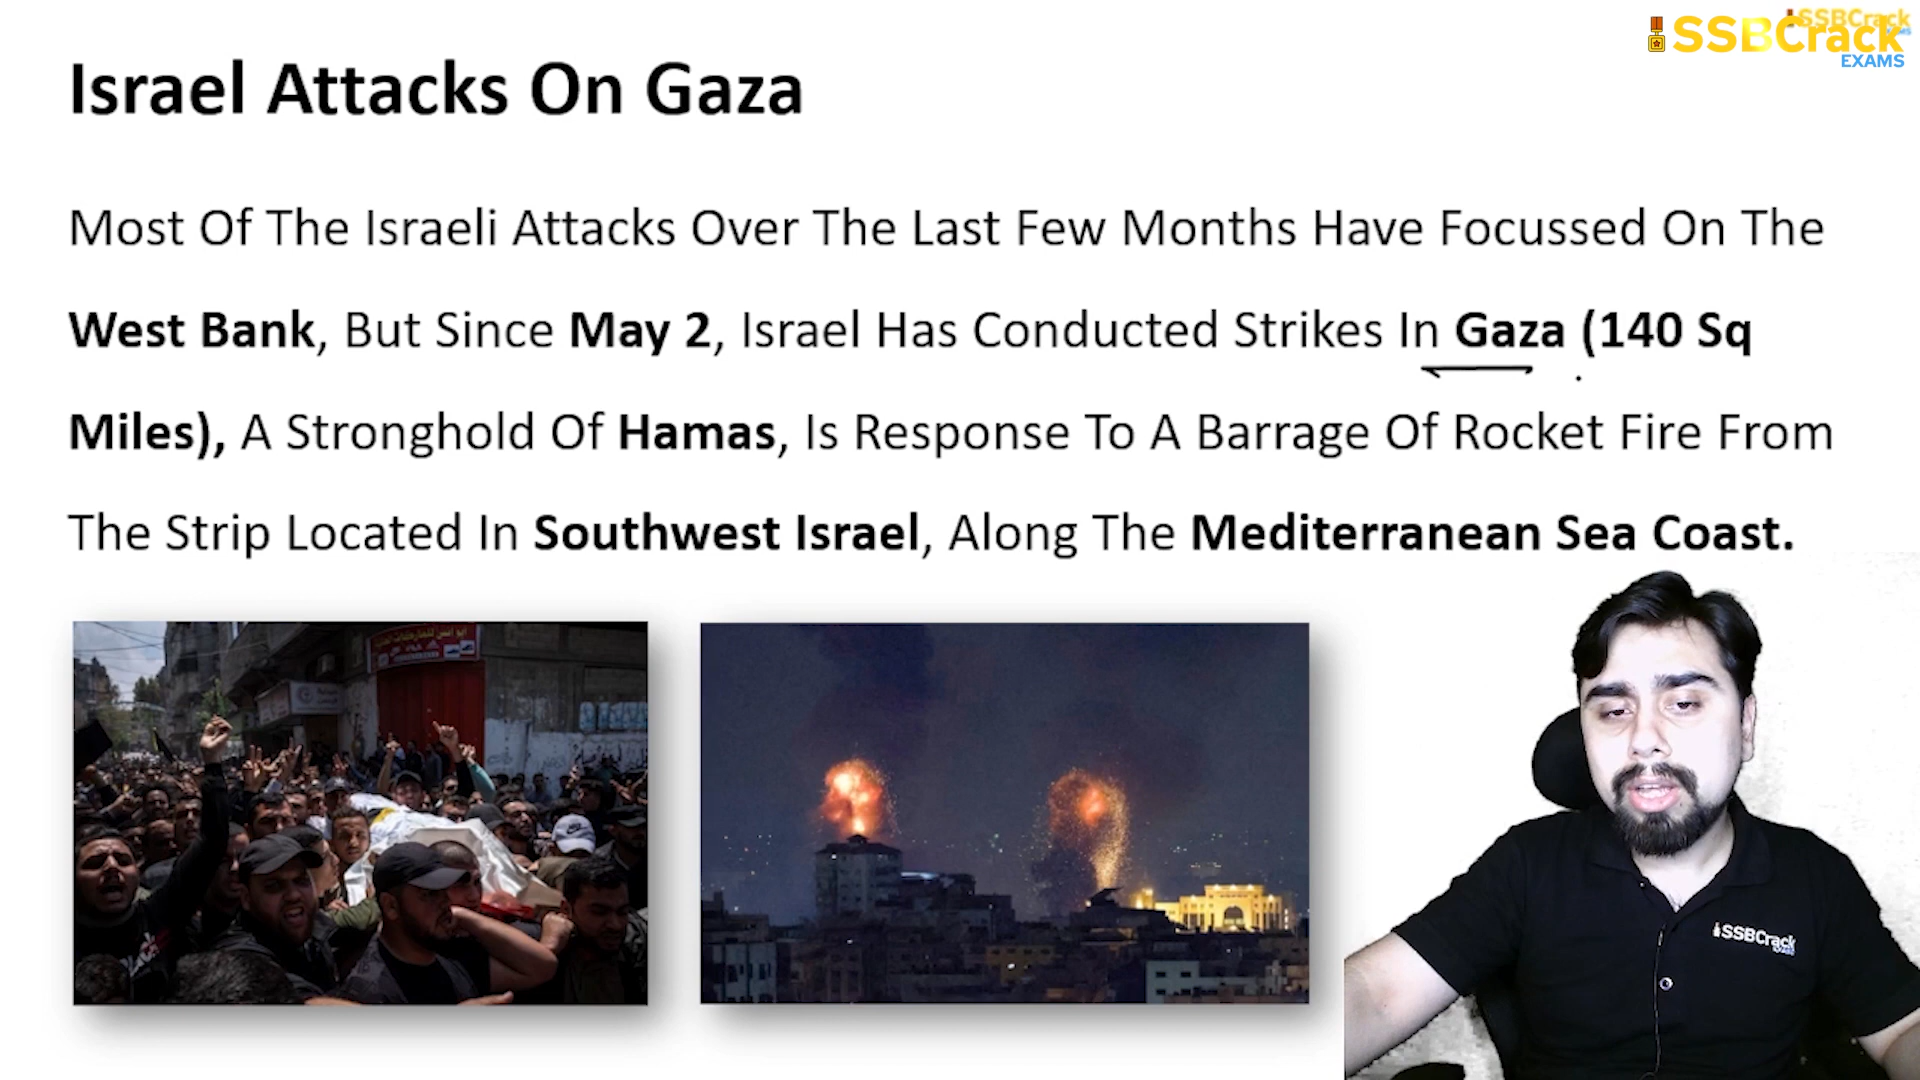 SSBCrack
EXAMS
Israel Attacks On Gaza
Most Of The Israeli Attacks Over The Last Few Months Have Focussed On The
West Bank, But Since May 2, Israel Has Conducted Strikes In Gaza (140 Sq
Miles), A Stronghold Of Hamas, Is Response To A Barrage Of Rocket Fire From
The Strip Located In Southwest Israel, Along The Mediterranean Sea Coast.
SSBCrack